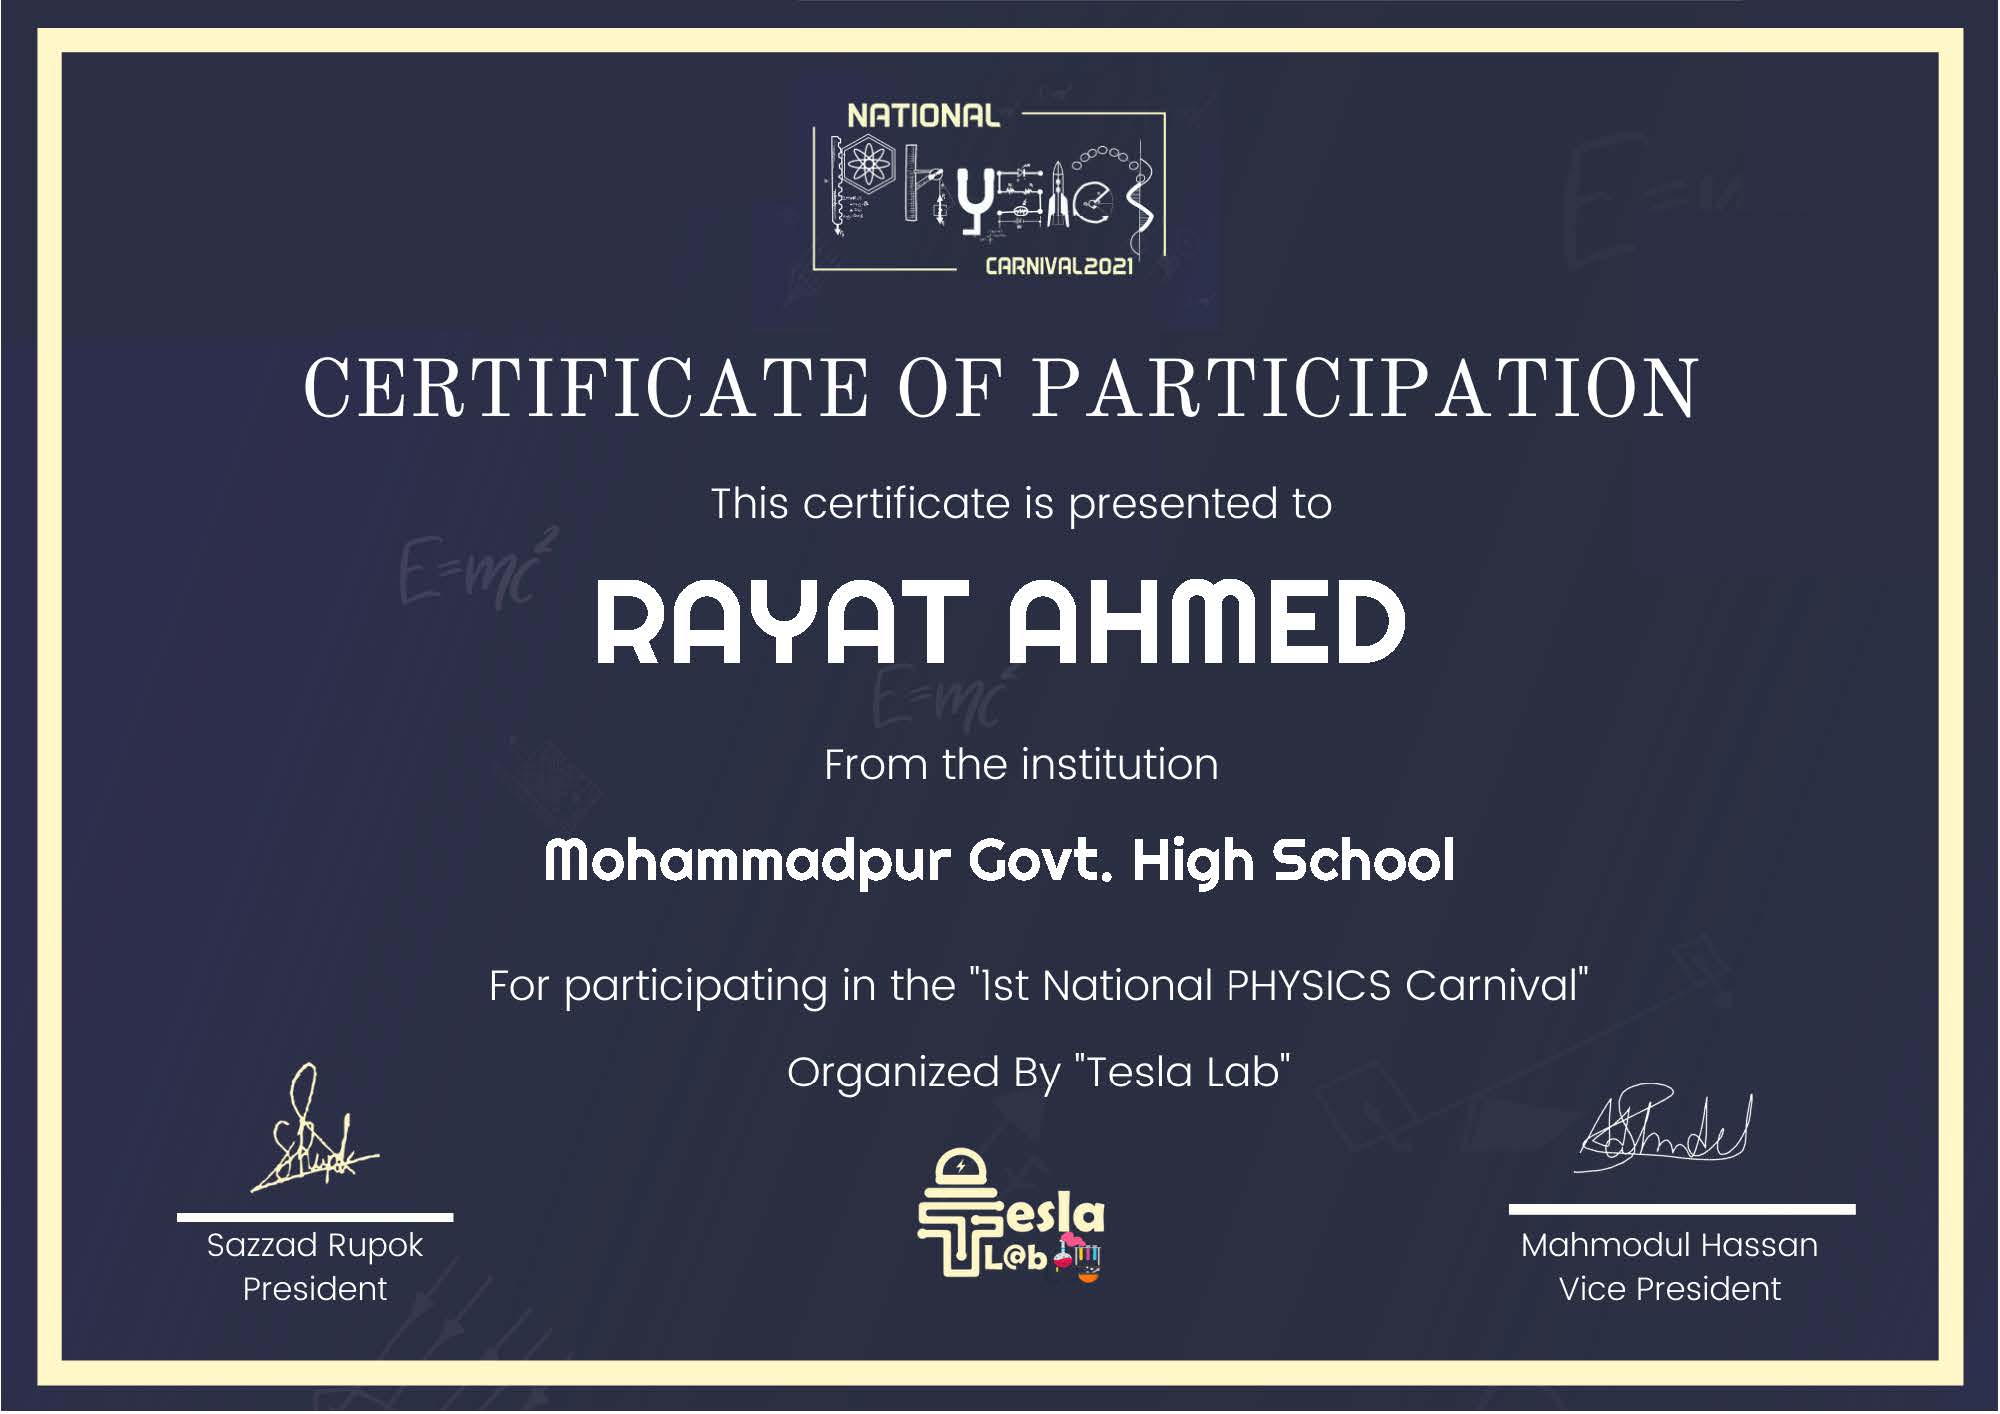 NATIONAL
Physics
CARNIVAL2021
CERTIFICATE OF PARTICIPATION
This certificate is presented to
E=mc²
RAYAT AHMED
E=mc²
From the institution
Mohammadpur Govt. High School
For participating in the "1st National PHYSICS Carnival"
Organized By "Tesla Lab"
Tesla
L@b
Sazzad Rupok
President
Mahmodul Hassan
Vice President